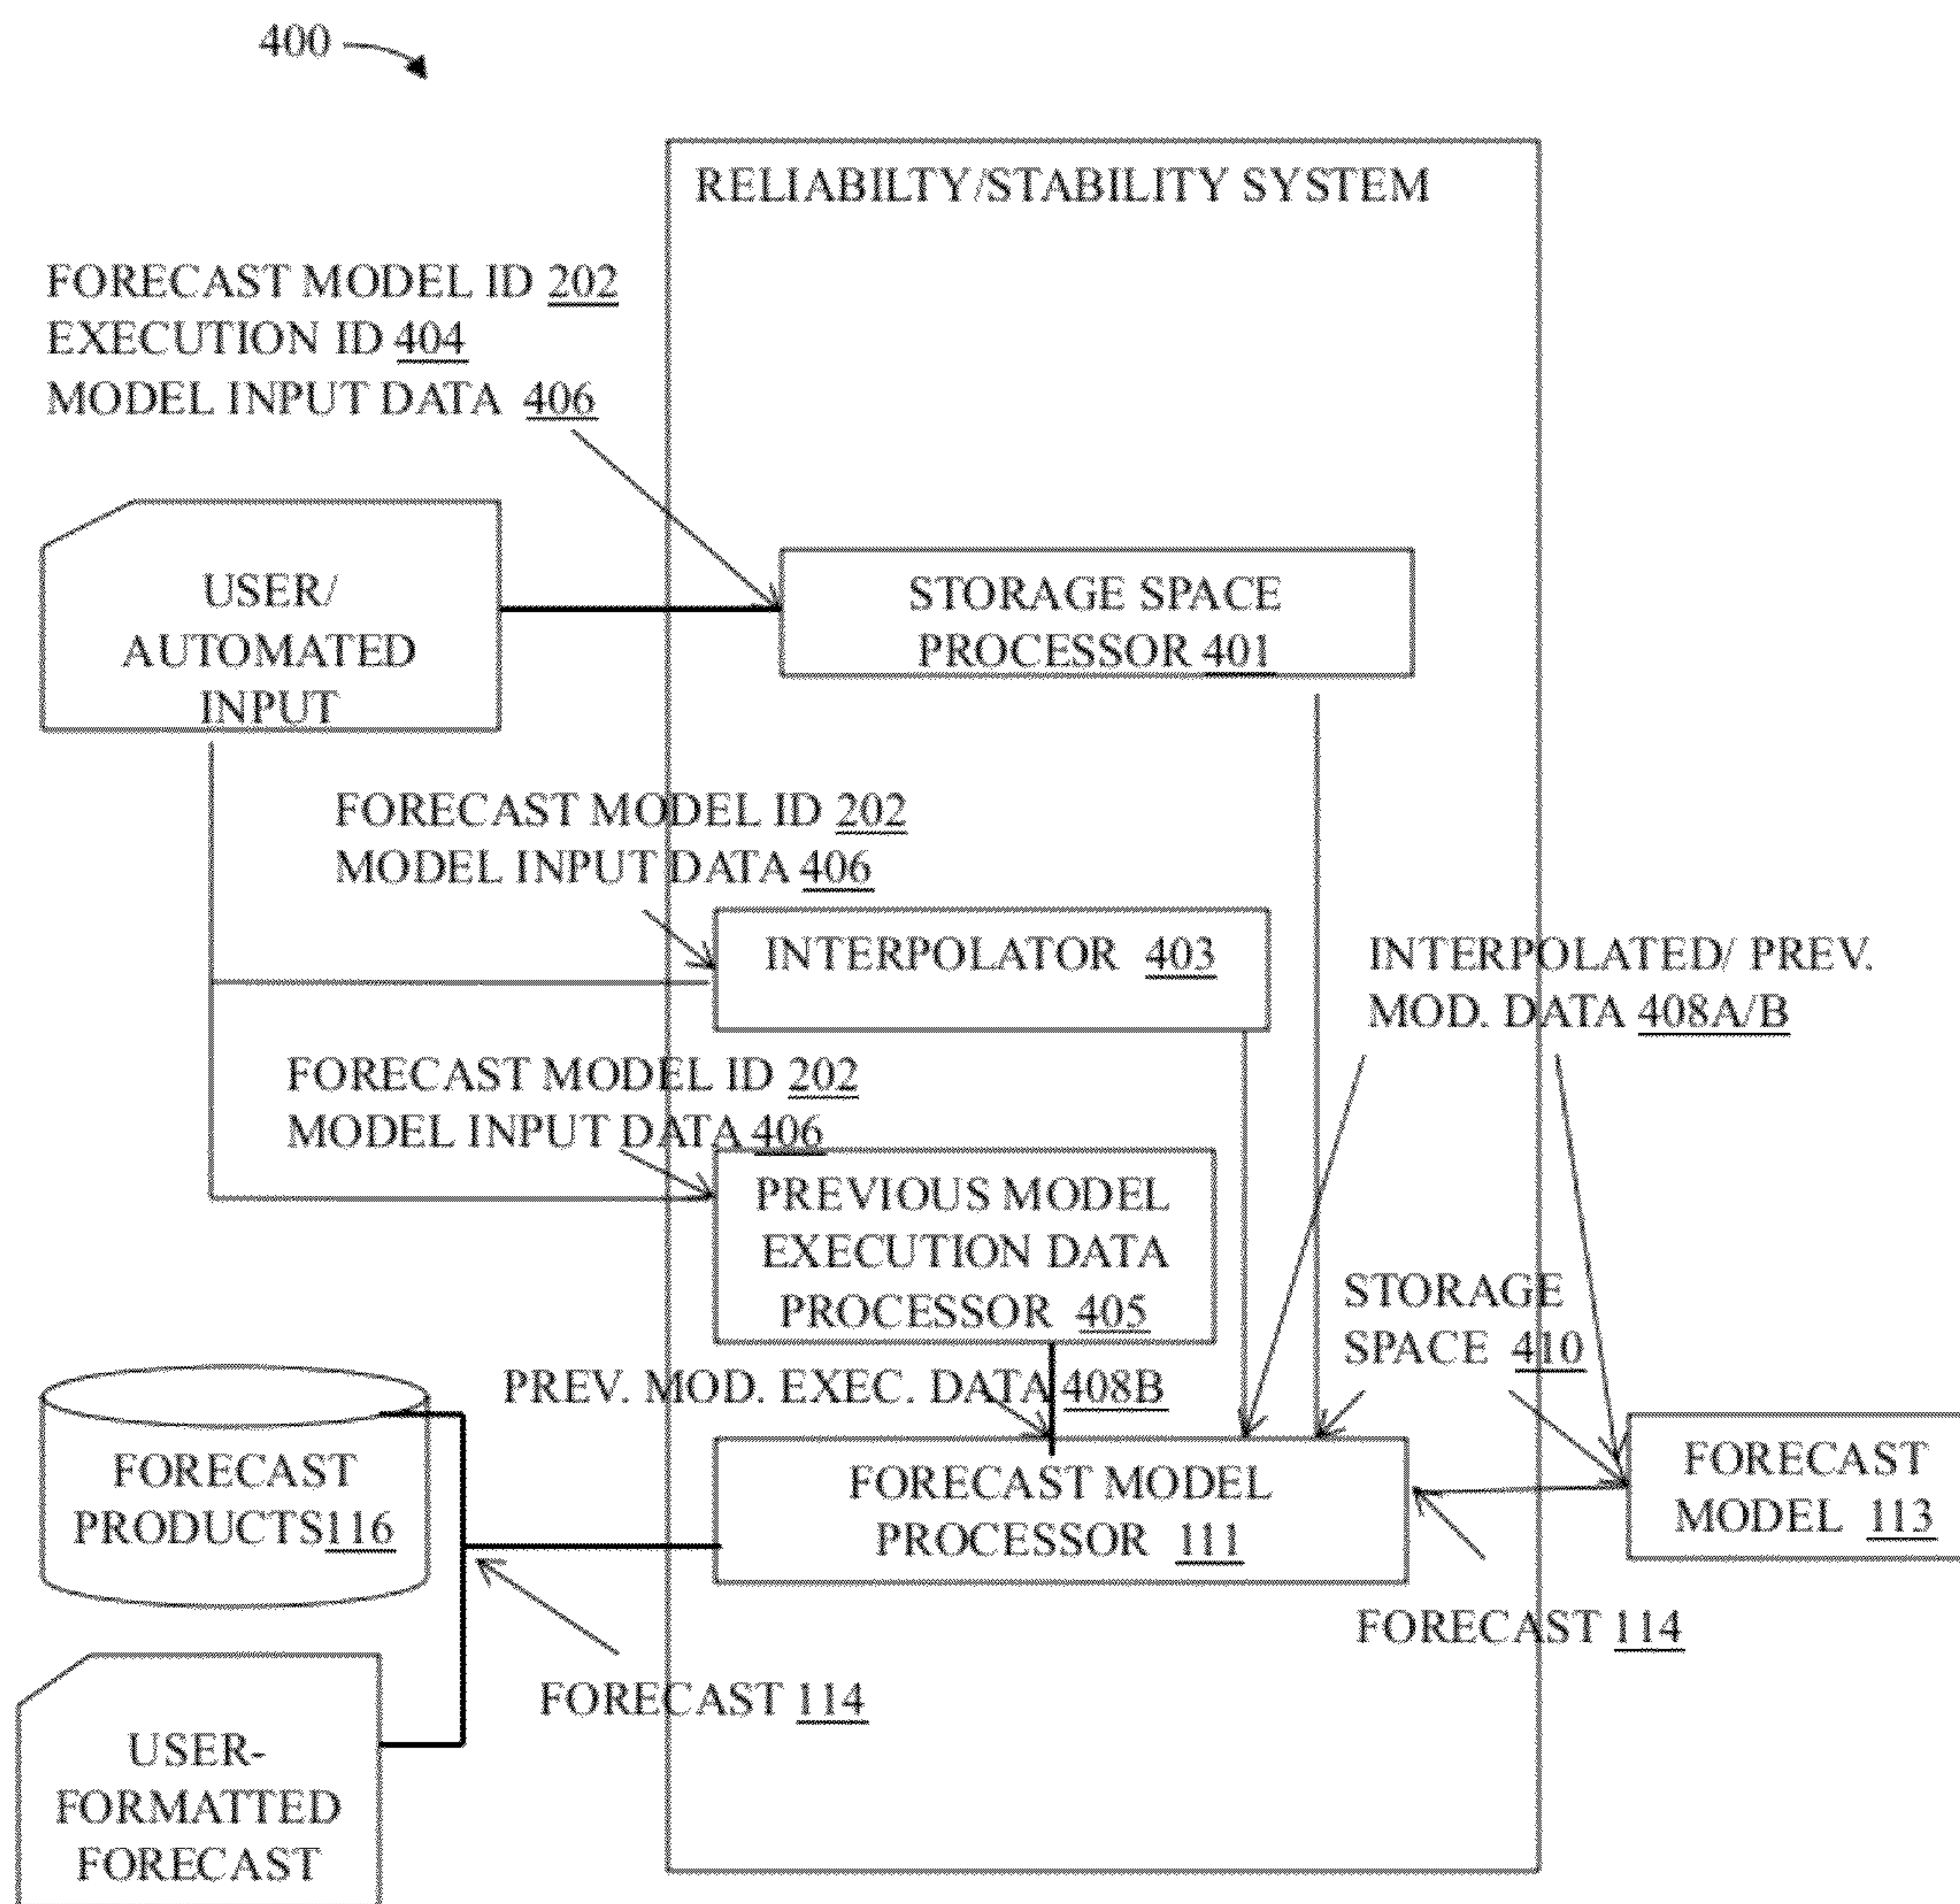 400
RELIABILTY/STABILITY SYSTEM
FORECAST MODEL ID 202
EXECUTION ID 404
MODEL INPUT DATA 406
USER/
AUTOMATED
INPUT
STORAGE SPACE
PROCESSOR 401
FORECAST MODEL ID 202
MODEL INPUT DATA 406
INTERPOLATOR 403
INTERPOLATED/ PREV.
MOD. DATA 408A/B
FORECAST MODEL ID 202
MODEL INPUT DATA 406
PREVIOUS MODEL
EXECUTION DATA
PROCESSOR 405
STORAGE
SPACE 410
PREV. MOD. EXEC. DATA 408B
FORECAST
PRODUCTS116
FORECAST MODEL
PROCESSOR 111
FORECAST
MODEL 113
FORECAST 114
FORECAST 114
USER-
FORMATTED
FORECAST